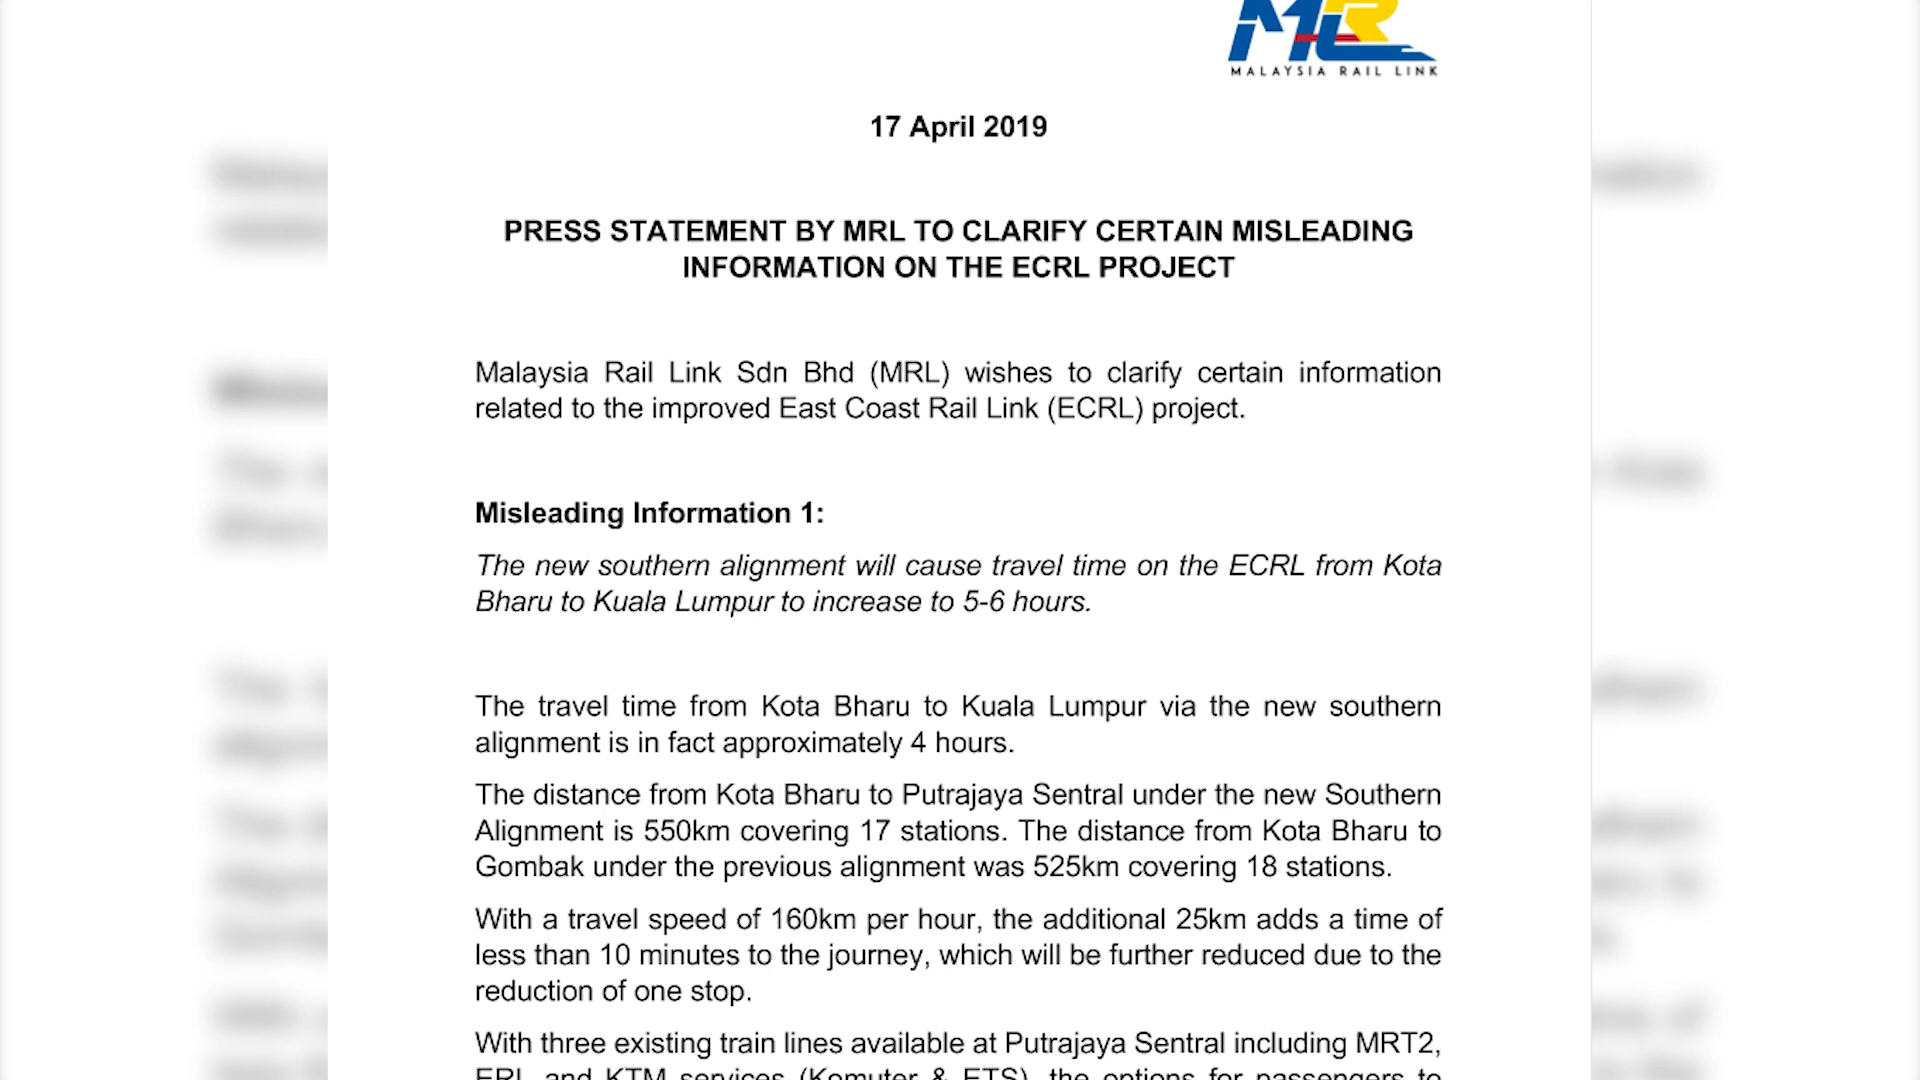 MRL
MALAYSIA RAIL LINK
17 April 2019
PRESS STATEMENT BY MRL TO CLARIFY CERTAIN MISLEADING
INFORMATION ON THE ECRL PROJECT
Malaysia Rail Link Sdn Bhd (MRL) wishes to clarify certain information
related to the improved East Coast Rail Link (ECRL) project.
Misleading Information 1:
The new southern alignment will cause travel time on the ECRL from Kota
Bharu to Kuala Lumpur to increase to 5-6 hours.
The travel time from Kota Bharu to Kuala Lumpur via the new southern
alignment is in fact approximately 4 hours.
The distance from Kota Bharu to Putrajaya Sentral under the new Southern
Alignment is 550km covering 17 stations. The distance from Kota Bharu to
Gombak under the previous alignment was 525km covering 18 stations.
With a travel speed of 160km per hour, the additional 25km adds a time of
less than 10 minutes to the journey, which will be further reduced due to the
reduction of one stop.
With three existing train lines available at Putrajaya Sentral including MRT2,
ERL and KTM services (Komuter & ETS), the options for passengers to